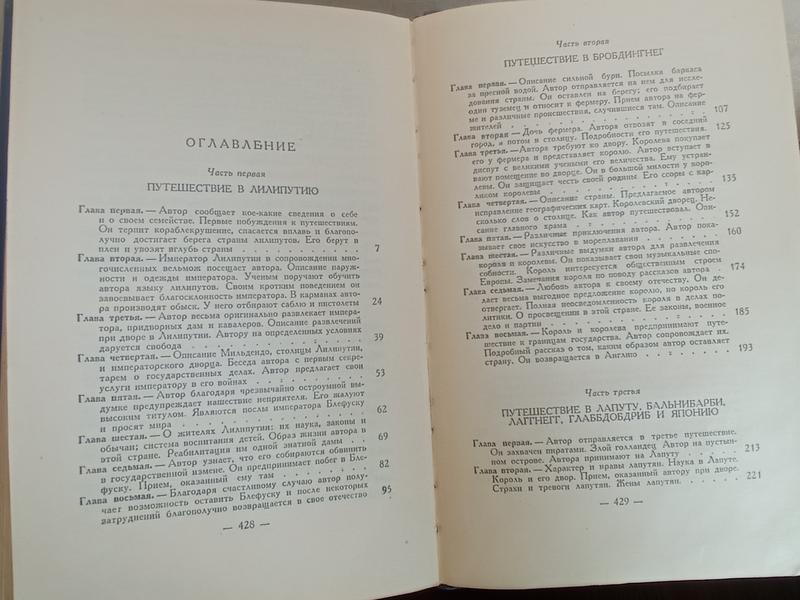 ОГЛАВЛЕНИЕ
Часть первая
ПУТЕШЕСТВИЕ В ЛИЛИПУТИЮ
Глава первая. — Автор сообщает кое-какие сведения о себе
и о своем семействе. Первые побуждения к путешествиям.
Он терпит кораблекрушение, спасается вплавь и благопо-
лучно достигает берега страны лилипутов. Его берут в
плен и увозят вглубь страны . . . . . . . . . . . 7
Глава вторая. — Император Лилипутии в сопровождении мно-
гочисленных вельмож посещает автора. Описание наруж-
ности и одежды императора. Ученым поручают обучить
автора языку лилипутов. Своим кротким поведением он
завоевывает благосклонность императора. В карманах авто-
ра производят обыск. У него отбирают саблю и пистолеты 24
Глава третья. — Автор весьма оригинально развлекает импера-
тора, придворных дам и кавалеров. Описание развлечений
при дворе в Лилипутии. Автору на определенных условиях
даруется свобода . . . . . . . . . . . 39
Глава четвертая. — Описание Мильдендо, столицы Лилипутии,
и императорского дворца. Беседа автора с первым секре-
тарем о государственных делах. Автор предлагает свои
услуги императору в его войнах . . . . . . . . 53
Глава пятая. — Автор благодаря чрезвычайно остроумной вы-
думке предупреждает нашествие неприятеля. Его жалуют
высоким титулом. Являются послы императора Блефуску
и просят мира . . . . . . . . . . . 62
Глава шестая. — О жителях Лилипутии; их наука, законы и
обычаи; система воспитания детей. Образ жизни автора в
этой стране. Реабилитация им одной знатной дамы . . 69
Глава седьмая. — Автор узнает, что его собираются обвинить
в государственной измене. Он предпринимает побег в Бле-
фуску. Прием, оказанный ему там . . . . . . . 82
Глава восьмая. — Благодаря счастливому случаю автор полу-
чает возможность оставить Блефуску и после некоторых
затруднений благополучно возвращается в свое отечество 95
— 428 —
Часть вторая
ПУТЕШЕСТВИЕ В БРОБДИНГНЕГ
Глава первая. — Описание сильной бури. Посылка баркаса
за пресной водой. Автор отправляется на нем для иссле-
дования страны. Он оставлен на берегу; его подбирает
один туземец и относит к фермеру. Прием автора на фер-
ме и различные происшествия, случившиеся там. Описание
жителей . . . . . . . . . . . 107
Глава вторая — Дочь фермера. Автора отвозят в соседний
город, а потом в столицу. Подробности его путешествия. 125
Глава третья. — Автора требуют ко двору. Королева покупает
его у фермера и представляет королю. Автор вступает в
диспут с великими учеными его величества. Ему устраи-
вают помещение во дворце. Он в большой милости у коро-
левы. Он защищает честь своей родины. Его ссоры с кар-
ликом королевы . . . . . . . . . 135
Глава четвертая. — Описание страны. Предлагаемое автором
исправление географических карт. Королевский дворец. Не-
сколько слов о столице. Как автор путешествовал. Опи-
сание главного храма . . . . . . . . 152
Глава пятая. — Различные приключения автора. Автор пока-
зывает свое искусство в мореплавании . . . . . 160
Глава шестая. — Различные выдумки автора для развлечения
короля и королевы. Он показывает свои музыкальные спо-
собности. Король интересуется общественным строем
Европы. Замечания короля по поводу рассказов автора . 174
Глава седьмая. — Любовь автора к своему отечеству. Он де-
лает весьма выгодное предложение королю, но король его
отвергает. Полная неосведомленность короля в делах по-
литики. О просвещении в этой стране. Ее законы, военное
дело и партии . . . . . . . . . 185
Глава восьмая. — Король и королева предпринимают путе-
шествие к границам государства. Автор сопровождает их.
Подробный рассказ о том, каким образом автор оставляет
страну. Он возвращается в Англию . . . . . . 193
Часть третья
ПУТЕШЕСТВИЕ В ЛАПУТУ, БАЛЬНИБАРБИ,
ЛАГГНЕГГ, ГЛАББДОБДРИБ И ЯПОНИЮ
Глава первая. — Автор отправляется в третье путешествие.
Он захвачен пиратами. Злой голландец. Автор на пустын-
ном острове. Автора принимают на Лапуту . . . . 213
Глава вторая. — Характер и нравы лапутян. Наука в Лапуте.
Король и его двор. Прием, оказанный автору при дворе.
Страхи и тревоги лапутян. Жены лапутян. . . . . 221
— 429 —